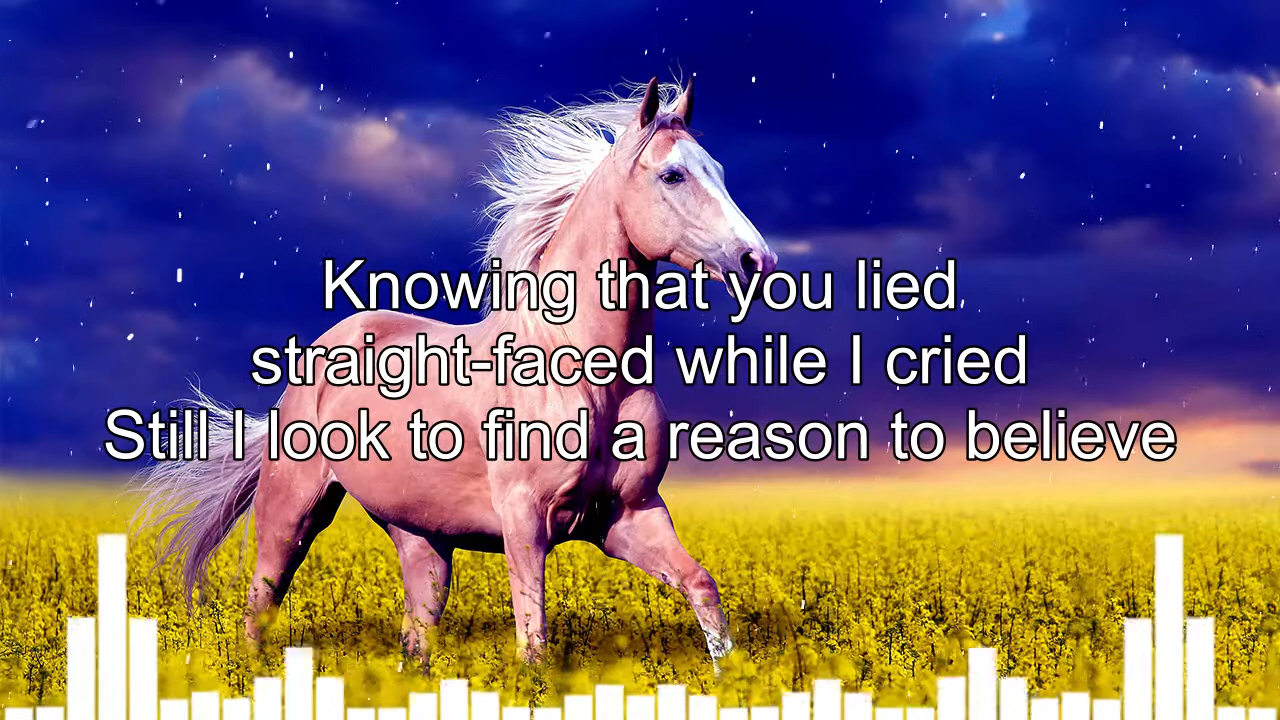 Knowing that you lied
straight-faced while I cried
Still I look to find a reason to believe